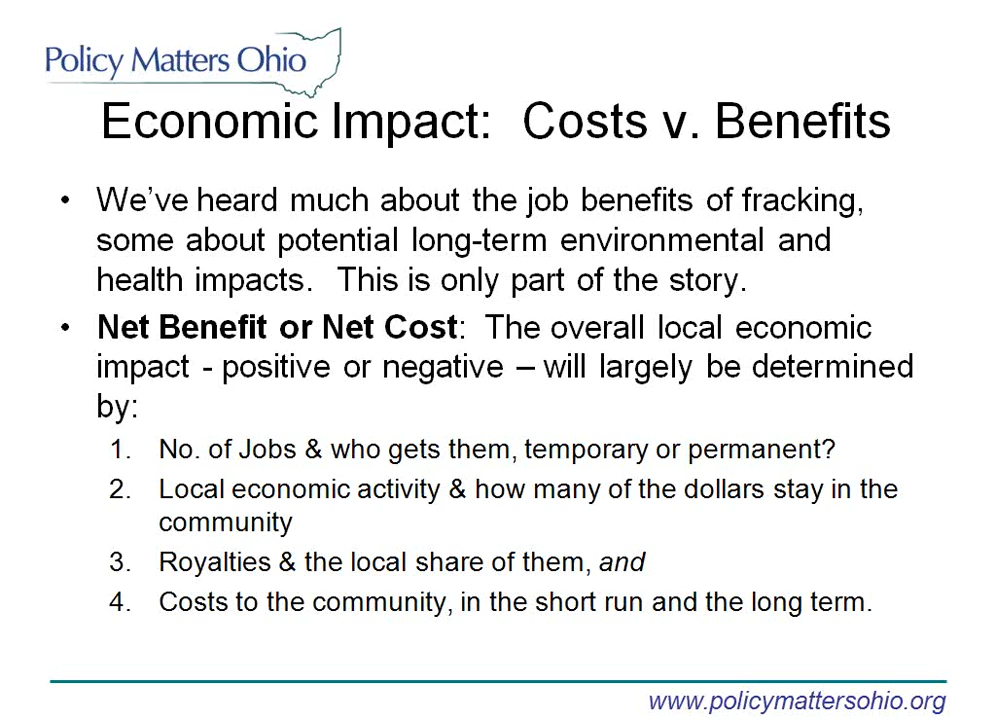 Policy Matters Ohio
Economic Impact: Costs v. Benefits
• We've heard much about the job benefits of fracking,
some about potential long-term environmental and
health impacts. This is only part of the story.
• Net Benefit or Net Cost: The overall local economic
impact - positive or negative – will largely be determined
by:
1. No. of Jobs & who gets them, temporary or permanent?
2. Local economic activity & how many of the dollars stay in the
community
3. Royalties & the local share of them, and
4. Costs to the community, in the short run and the long term.
www.policymattersohio.org